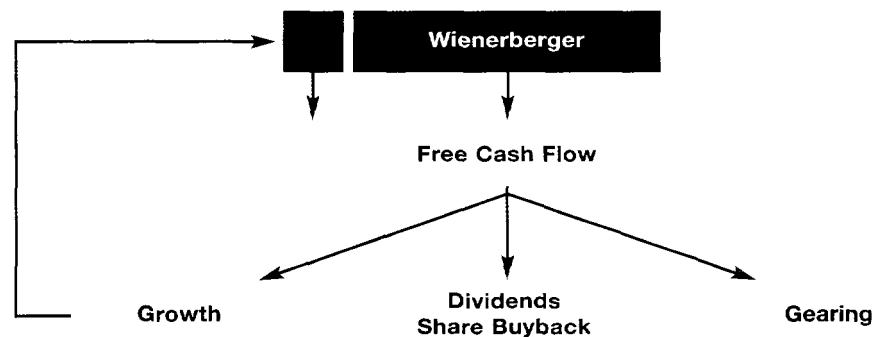 Wienerberger
Free Cash Flow
Growth
Dividends
Share Buyback
Gearing